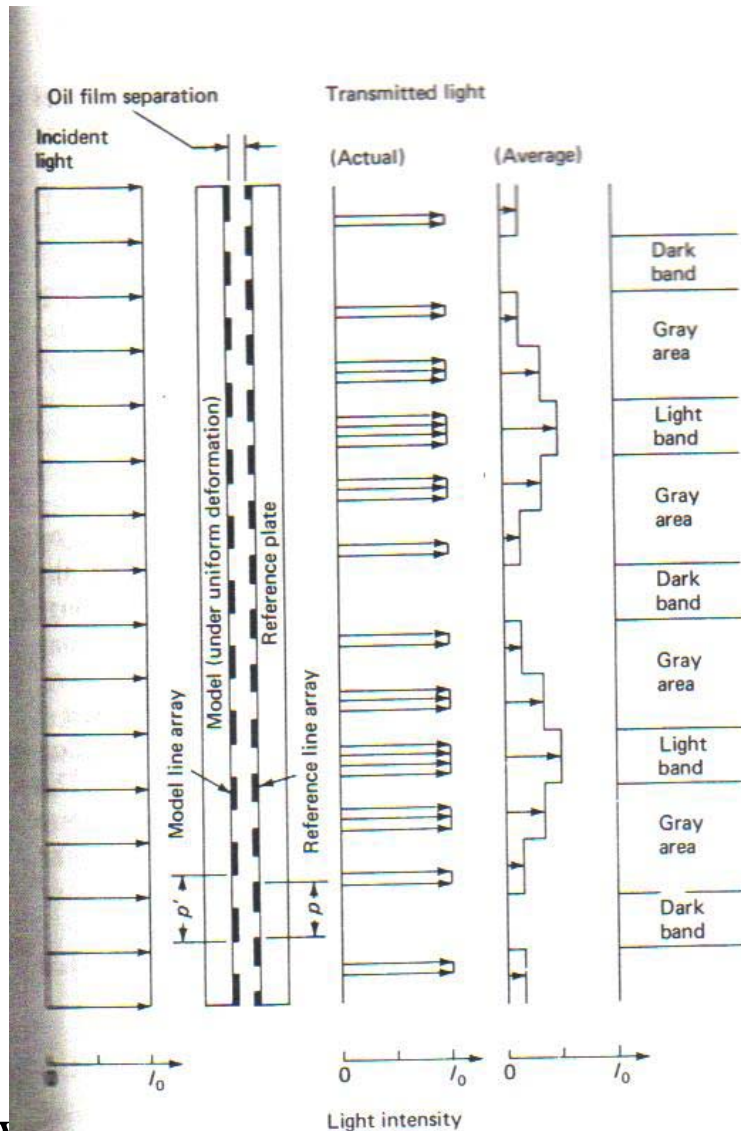 Oil film separation
Transmitted light
Incident
light
(Actual)
(Average)
Dark
band
Gray
area
Light
band
Gray
area
Dark
band
Gray
area
Light
band
Gray
area
Dark
band
Model (under uniform deformation)
Reference plate
Model line array
Reference line array
p'
p
0
I₀
0
I₀
0
I₀
Light intensity